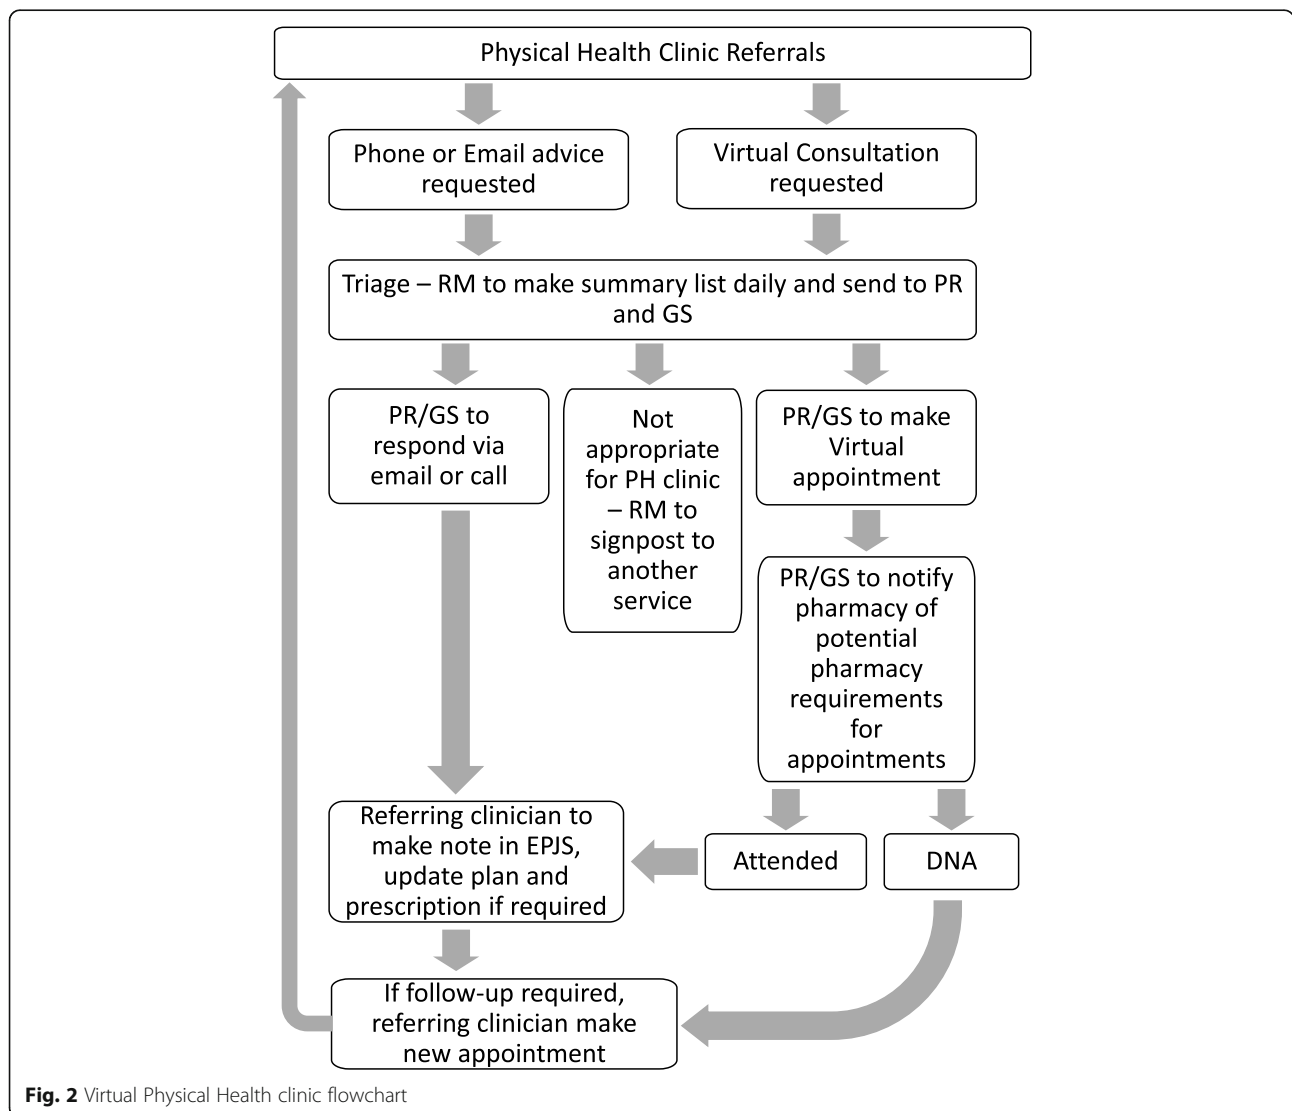 Physical Health Clinic Referrals
Phone or Email advice
requested
Virtual Consultation
requested
Triage – RM to make summary list daily and send to PR
and GS
PR/GS to
respond via
email or call
Not
appropriate
for PH clinic
– RM to
signpost to
another
service
PR/GS to make
Virtual
appointment
PR/GS to notify
pharmacy of
potential
pharmacy
requirements
for
appointments
Referring clinician to
make note in EPJS,
update plan and
prescription if required
Attended
DNA
If follow-up required,
referring clinician make
new appointment
Fig. 2 Virtual Physical Health clinic flowchart